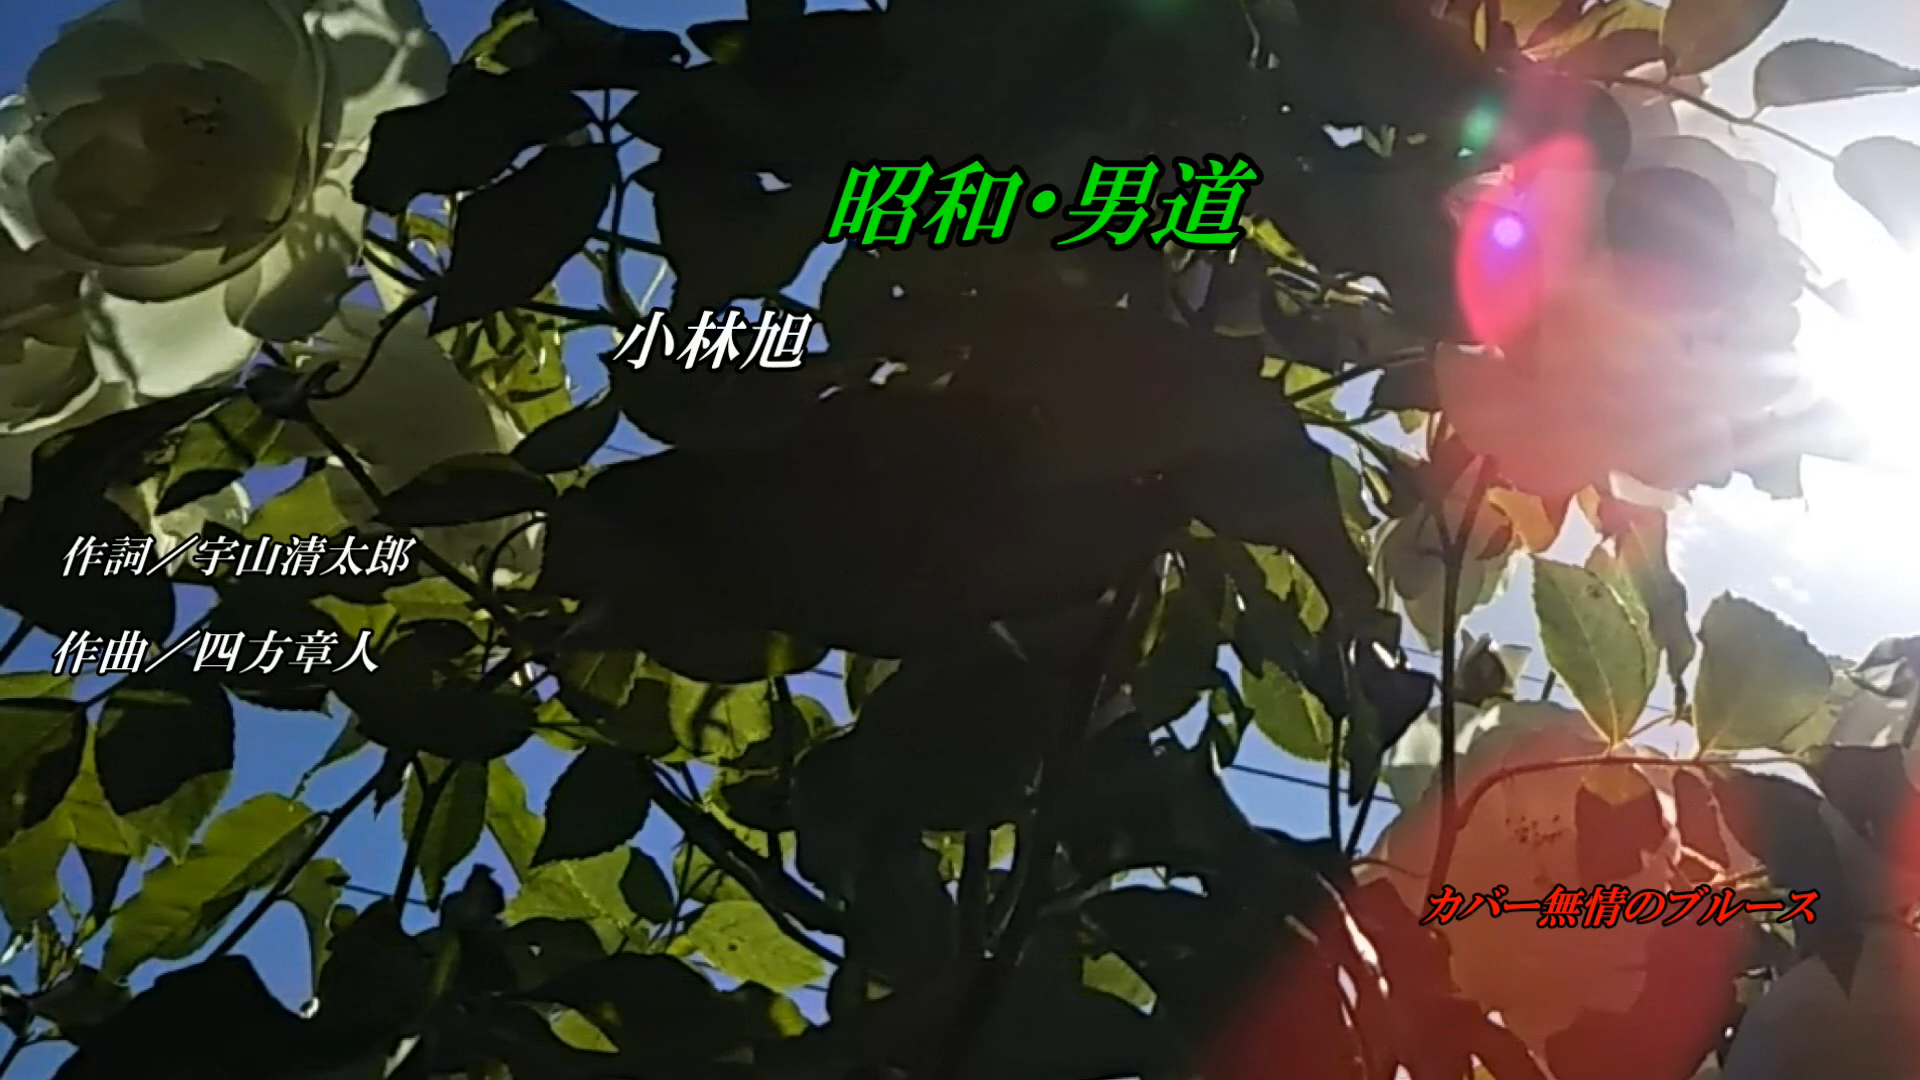 昭和・男道
小林旭
作詞／宇山清太郎
作曲／四方章人
カバー無情のブルース